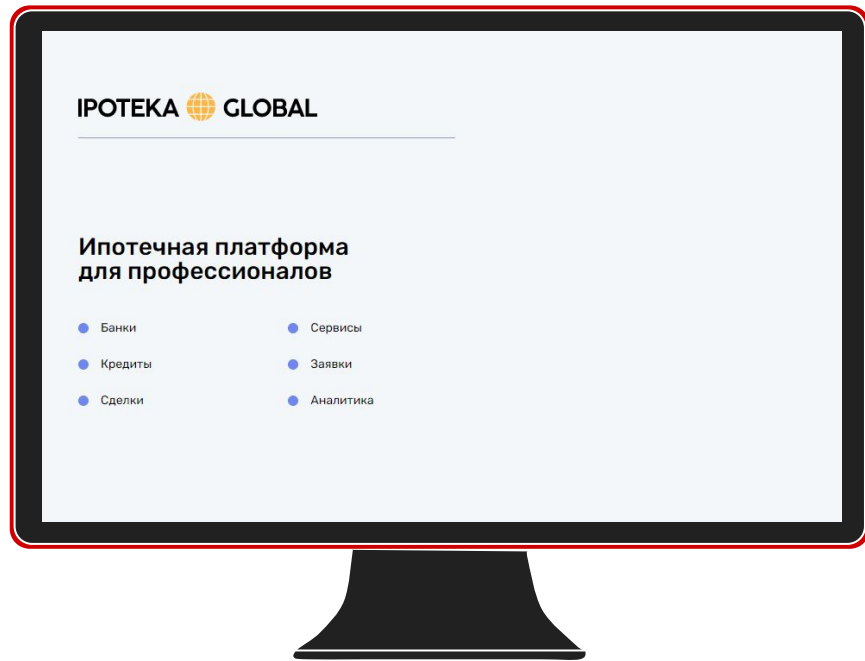 IPOTEKA GLOBAL
Ипотечная платформа
для профессионалов
Банки
Сервисы
Кредиты
Заявки
Сделки
Аналитика